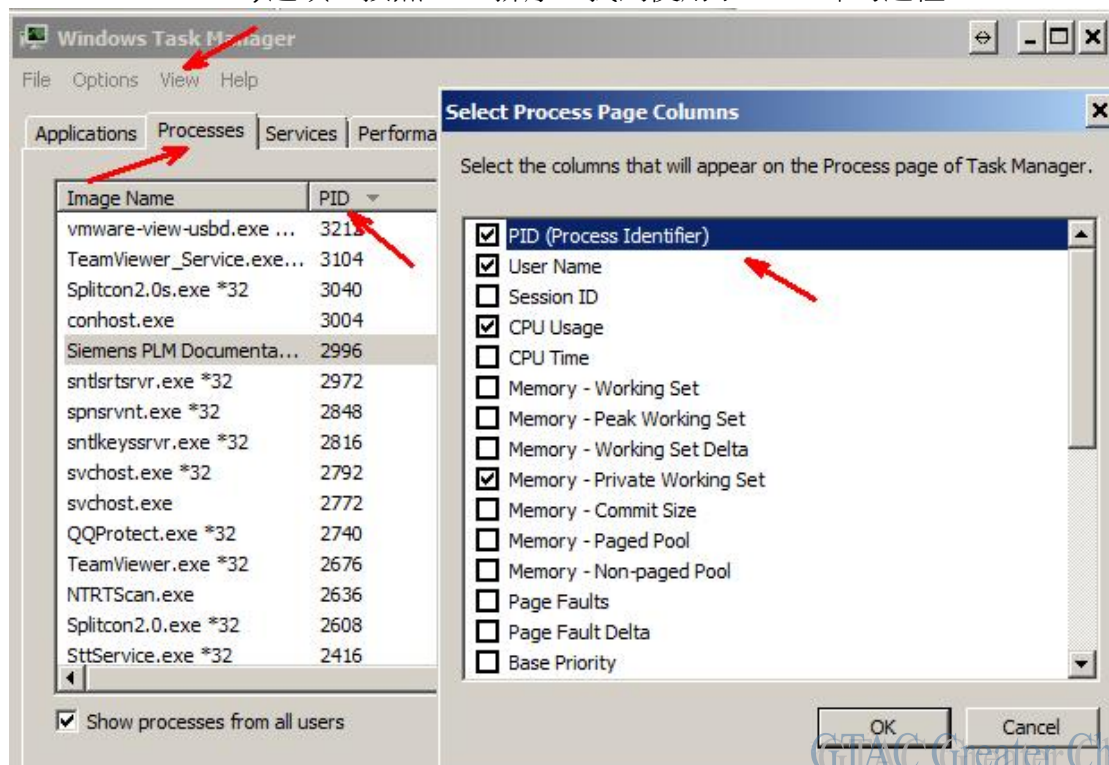 Windows Task Manager
File Options View Help
Applications Processes Services Performa
Image Name PID
vmware-view-usbd.exe ... 3212
TeamViewer_Service.exe... 3104
Splitcon2.0s.exe *32 3040
conhost.exe 3004
Siemens PLM Documenta... 2996
sntlsrtsrvr.exe *32 2972
spnsrvnt.exe *32 2848
sntlkeyssrvr.exe *32 2816
svchost.exe *32 2792
svchost.exe 2772
QQProtect.exe *32 2740
TeamViewer.exe *32 2676
NTRTScan.exe 2636
Splitcon2.0.exe *32 2608
SttService.exe *32 2416
Show processes from all users
Select Process Page Columns
Select the columns that will appear on the Process page of Task Manager.
PID (Process Identifier)
User Name
Session ID
CPU Usage
CPU Time
Memory - Working Set
Memory - Peak Working Set
Memory - Working Set Delta
Memory - Private Working Set
Memory - Commit Size
Memory - Paged Pool
Memory - Non-paged Pool
Page Faults
Page Fault Delta
Base Priority
OK Cancel
GTAC Greater Ch